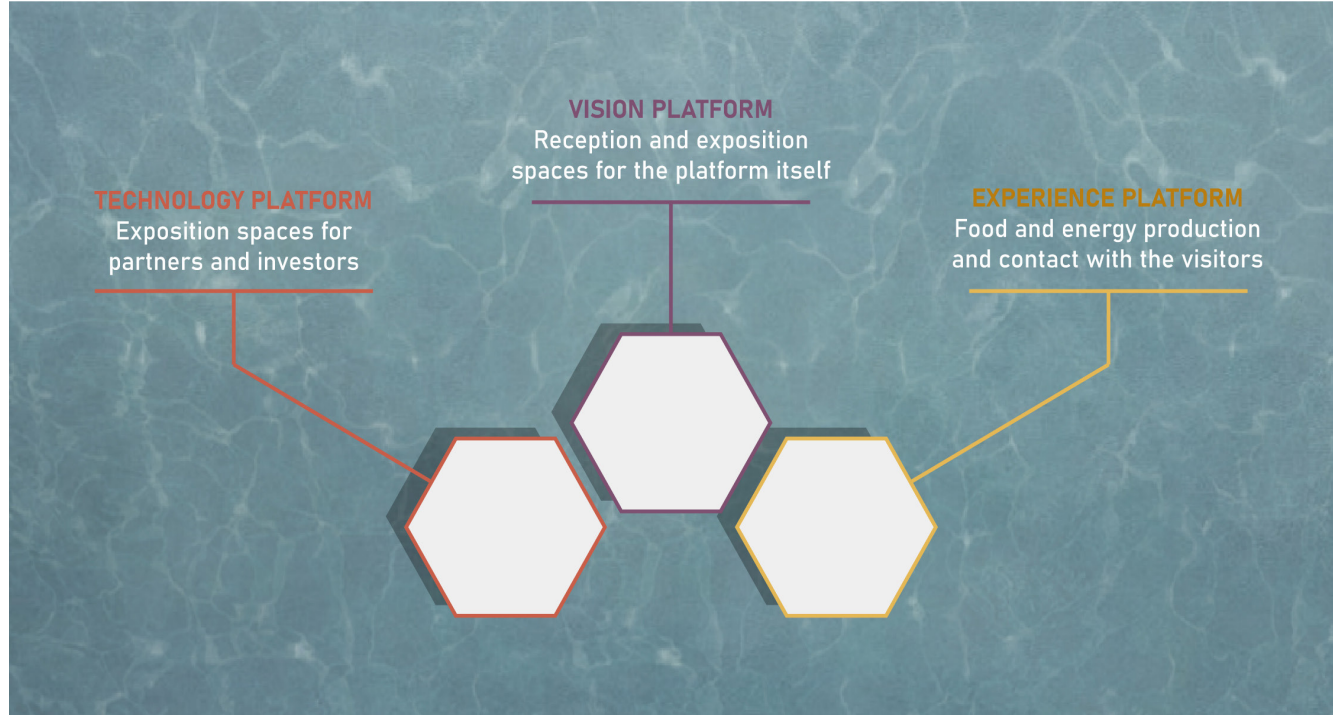 VISION PLATFORM
Reception and exposition
spaces for the platform itself
TECHNOLOGY PLATFORM
Exposition spaces for
partners and investors
EXPERIENCE PLATFORM
Food and energy production
and contact with the visitors